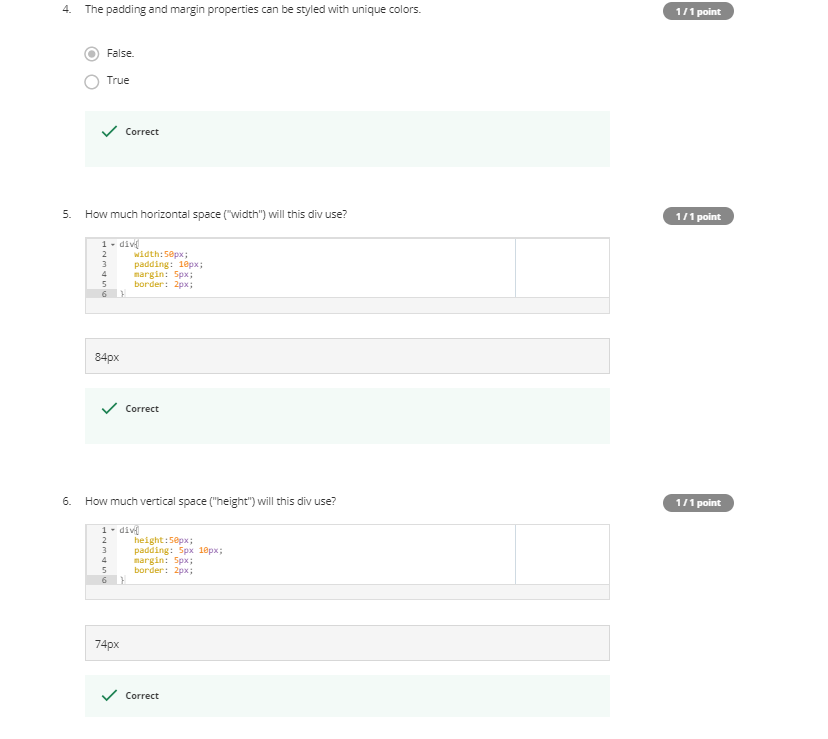 4. The padding and margin properties can be styled with unique colors.
1 / 1 point
False.
True
Correct
5. How much horizontal space ("width") will this div use?
1 / 1 point
1 div{
2 width:50px;
3 padding: 10px;
4 margin: 5px;
5 border: 2px;
6 }
84px
Correct
6. How much vertical space ("height") will this div use?
1 / 1 point
1 div{
2 height:50px;
3 padding: 5px 10px;
4 margin: 5px;
5 border: 2px;
6 }
74px
Correct